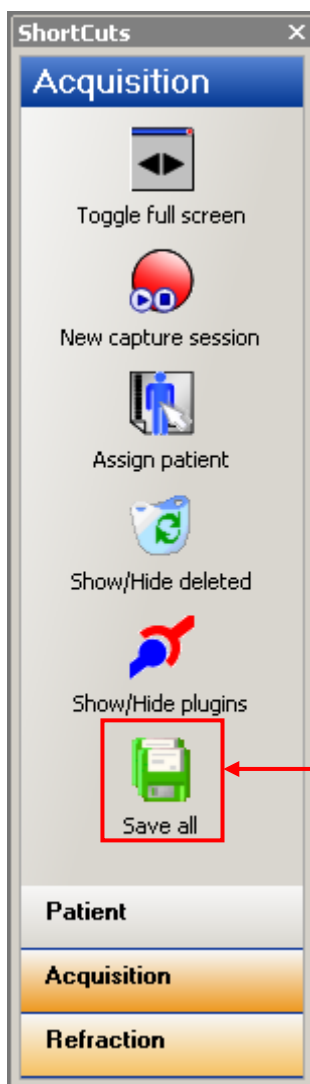 ShortCuts
Acquisition
Toggle full screen
New capture session
Assign patient
Show/Hide deleted
Show/Hide plugins
Save all
Patient
Acquisition
Refraction